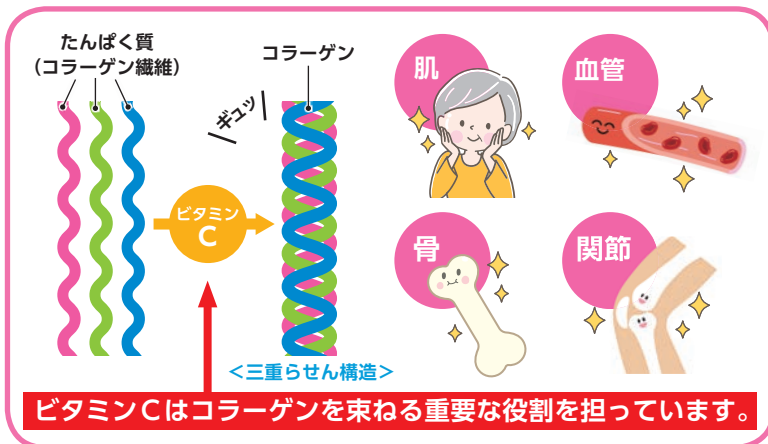 たんぱく質
（コラーゲン繊維）
コラーゲン
ギュッ
ビタミン
C
＜三重らせん構造＞
肌
血管
骨
関節
ビタミンCはコラーゲンを束ねる重要な役割を担っています。